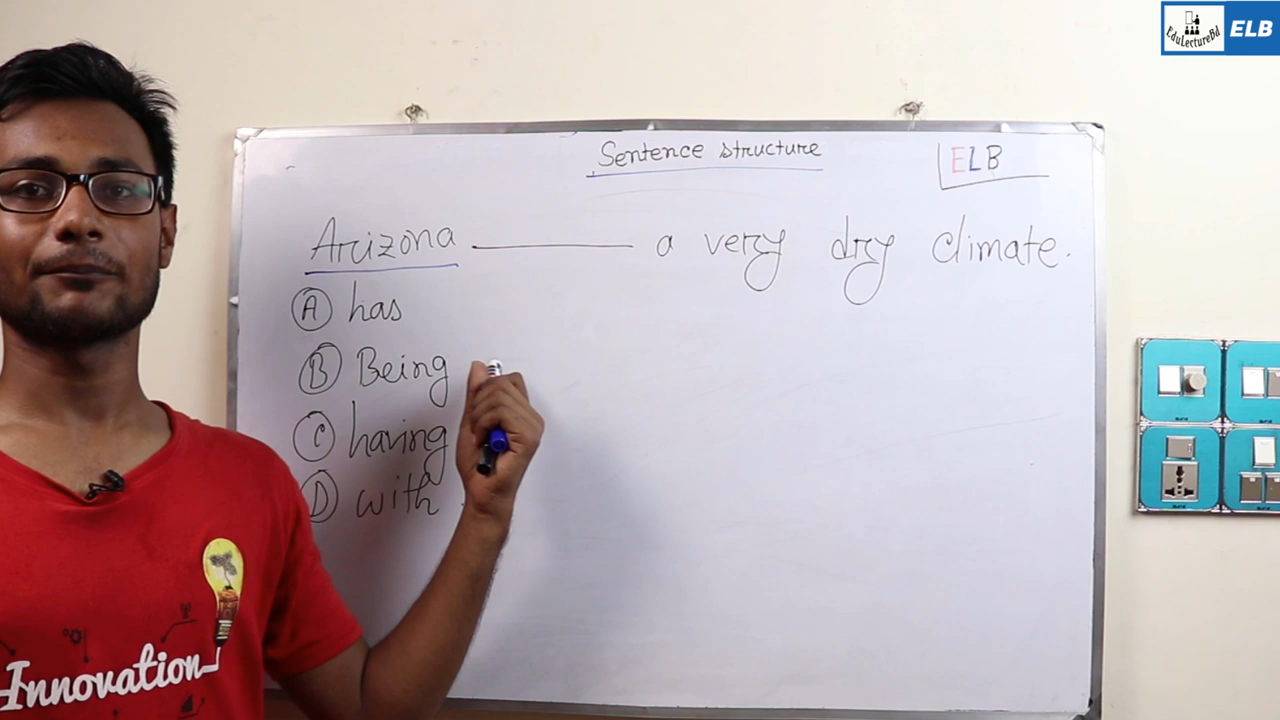 EduLectureBd ELB
Sentence structure
ELB
Arizona ________ a very dry climate.
A has
B Being
C having
D with
Innovation